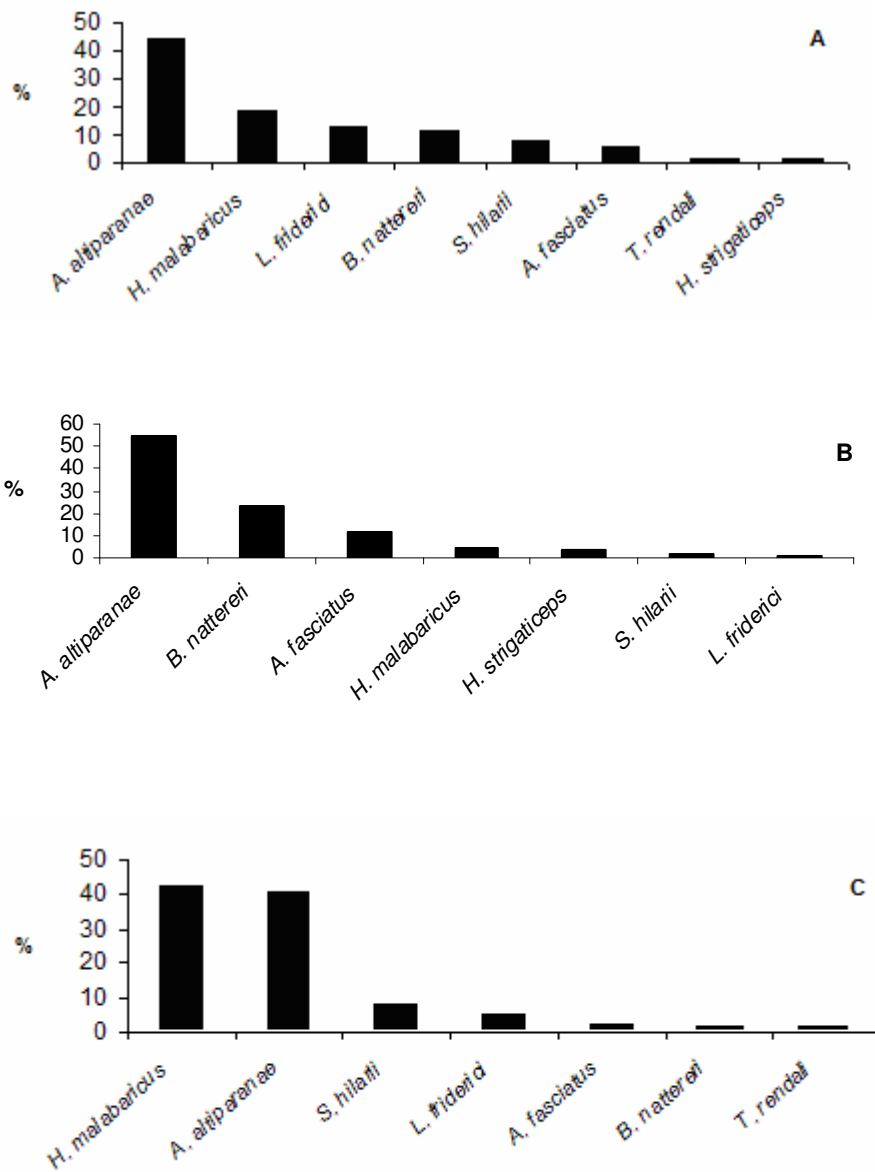 50
A
40
30
%
20
10
0
A. altiparanae
H. malabaricus
L. friderici
B. nattereri
S. hilarii
A. fasciatus
T. rendali
H. strigaticeps
60
50
B
40
%
30
20
10
0
A. altiparanae
B. nattereri
A. fasciatus
H. malabaricus
H. strigaticeps
S. hilarii
L. friderici
50
C
40
%
30
20
10
0
H. malabaricus
A. altiparanae
S. hilarii
L. friderici
A. fasciatus
B. nattereri
T. rendali